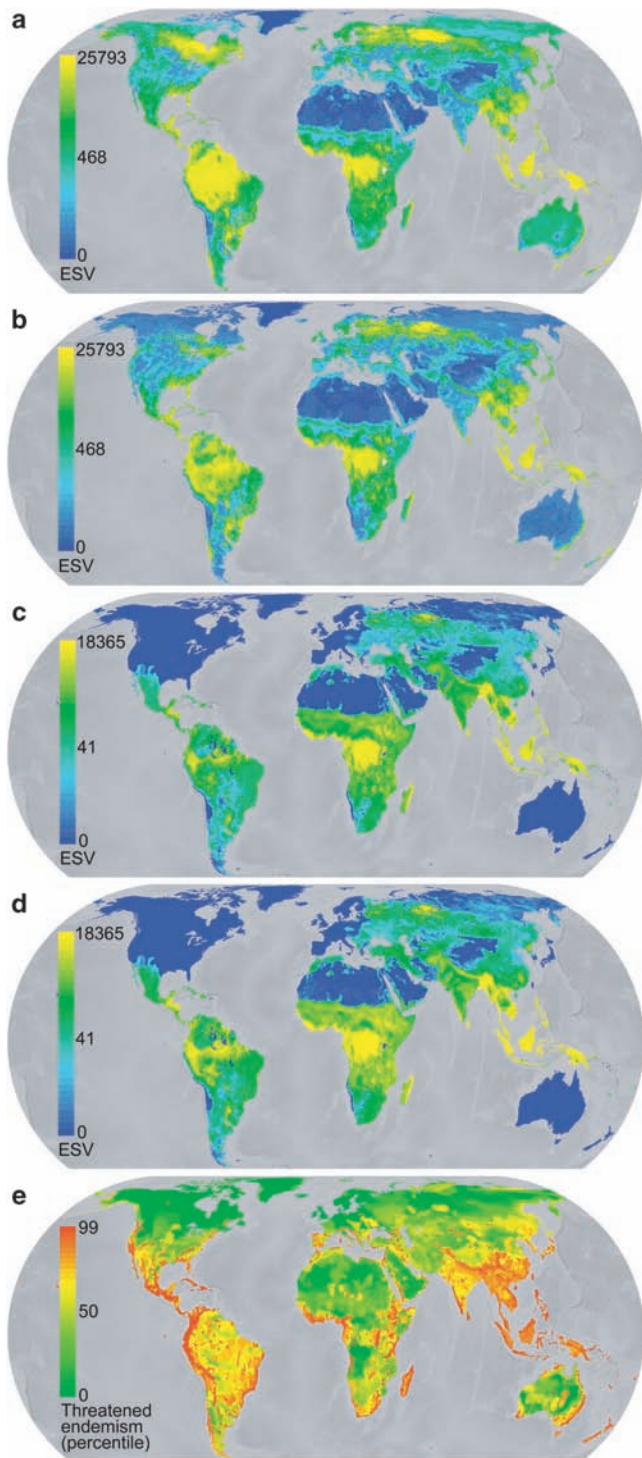 a
25793
468
0
ESV
b
25793
468
0
ESV
c
18365
41
0
ESV
d
18365
41
0
ESV
e
99
50
0
Threatened
endemism
(percentile)